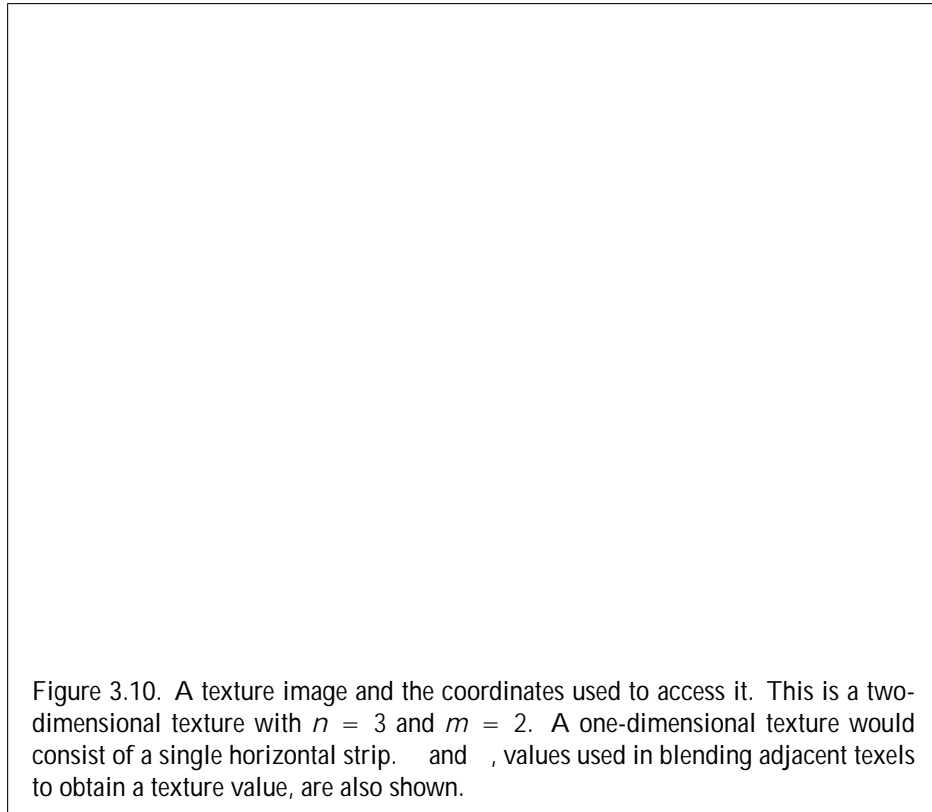 Figure 3.10. A texture image and the coordinates used to access it. This is a two-
dimensional texture with n = 3 and m = 2. A one-dimensional texture would
consist of a single horizontal strip. and , values used in blending adjacent texels
to obtain a texture value, are also shown.